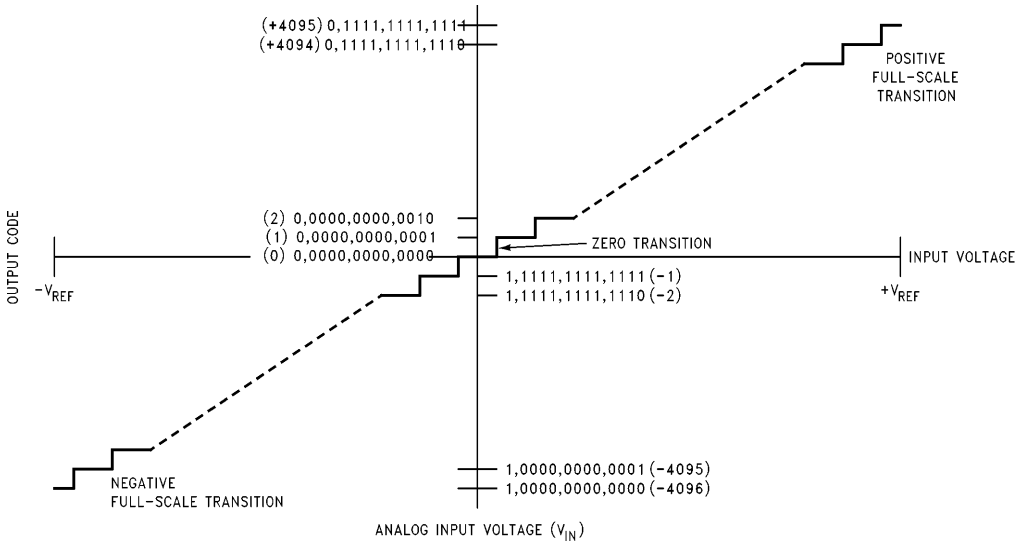 (+4095) 0,1111,1111,1111
(+4094) 0,1111,1111,1110
POSITIVE
FULL-SCALE
TRANSITION
(2) 0,0000,0000,0010
(1) 0,0000,0000,0001
(0) 0,0000,0000,0000
ZERO TRANSITION
OUTPUT CODE
INPUT VOLTAGE
-VREF
+VREF
1,1111,1111,1111 (-1)
1,1111,1111,1110 (-2)
1,0000,0000,0001 (-4095)
1,0000,0000,0000 (-4096)
NEGATIVE
FULL-SCALE TRANSITION
ANALOG INPUT VOLTAGE (VIN)